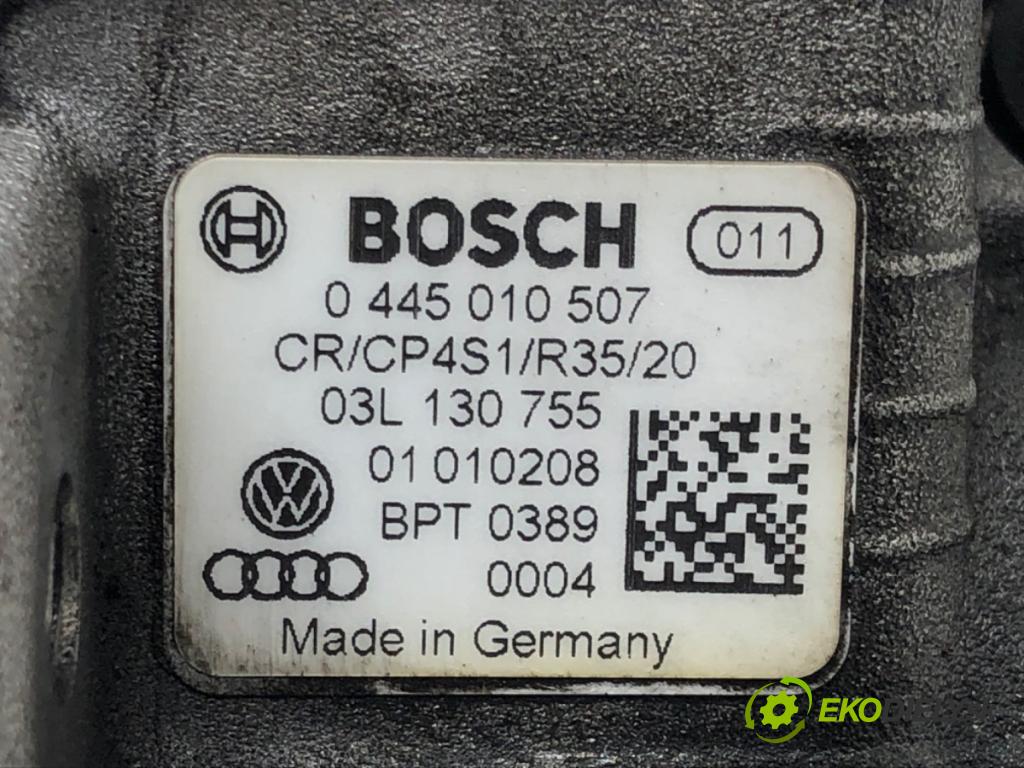 BOSCH 011
0 445 010 507
CR/CP4S1/R35/20
03L 130 755
01 010208
BPT 0389
0004
Made in Germany
EKO